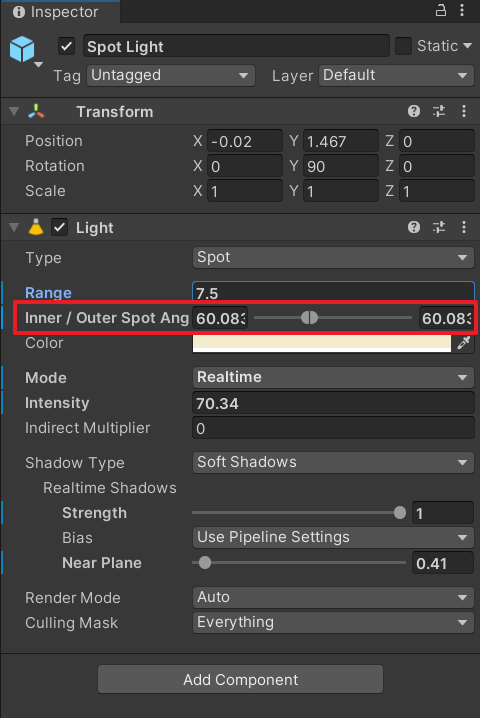 Inspector
Spot Light Static
Tag Untagged Layer Default
Transform
Position X -0.02 Y 1.467 Z 0
Rotation X 0 Y 90 Z 0
Scale X 1 Y 1 Z 1
Light
Type Spot
Range 7.5
Inner / Outer Spot Ang 60.083 60.083
Color
Mode Realtime
Intensity 70.34
Indirect Multiplier 0
Shadow Type Soft Shadows
Realtime Shadows
Strength 1
Bias Use Pipeline Settings
Near Plane 0.41
Render Mode Auto
Culling Mask Everything
Add Component